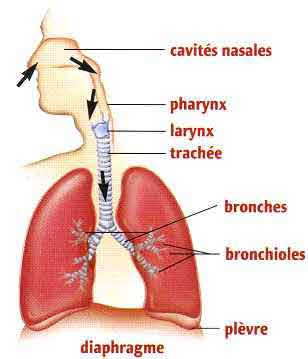 cavités nasales
pharynx
larynx
trachée
bronches
bronchioles
plèvre
diaphragme